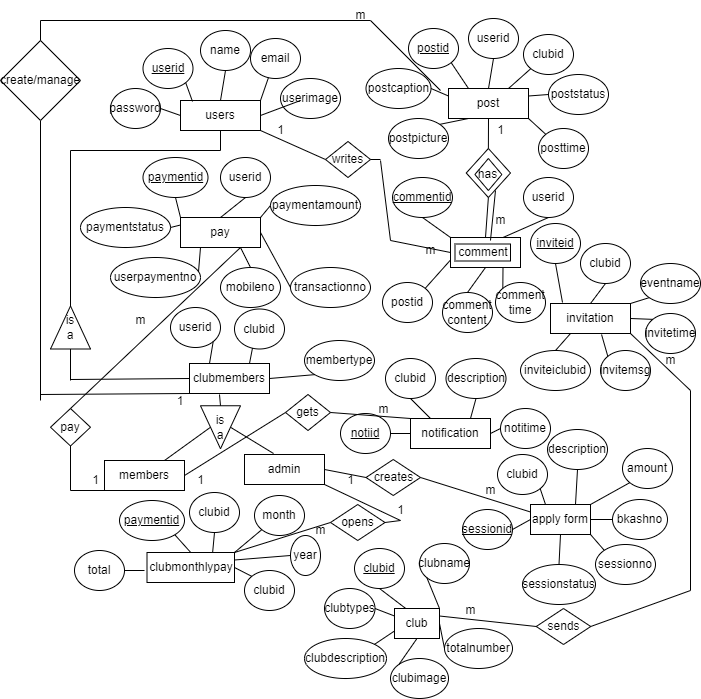 m
create/manage
userid
name
email
password
users
userimage
1
writes
postid
userid
clubid
postcaption
post
poststatus
postpicture
posttime
1
has
m
paymentid
userid
paymentamount
paymentstatus
pay
userpaymentno
mobileno
transactionno
m
commentid
userid
m
comment
postid
comment
content
comment
time
inviteid
clubid
eventname
invitation
invitetime
inviteiclubid
invitemsg
m
is
a
userid
clubid
clubmembers
membertype
1
is
a
pay
1
members
1
admin
gets
m
clubid
description
notiid
notification
notitime
1
creates
m
clubid
description
amount
sessionid
apply form
bkashno
sessionno
sessionstatus
paymentid
clubid
month
m
opens
1
total
clubmonthlypay
year
clubid
clubid
clubname
clubtypes
club
m
sends
clubdescription
totalnumber
clubimage